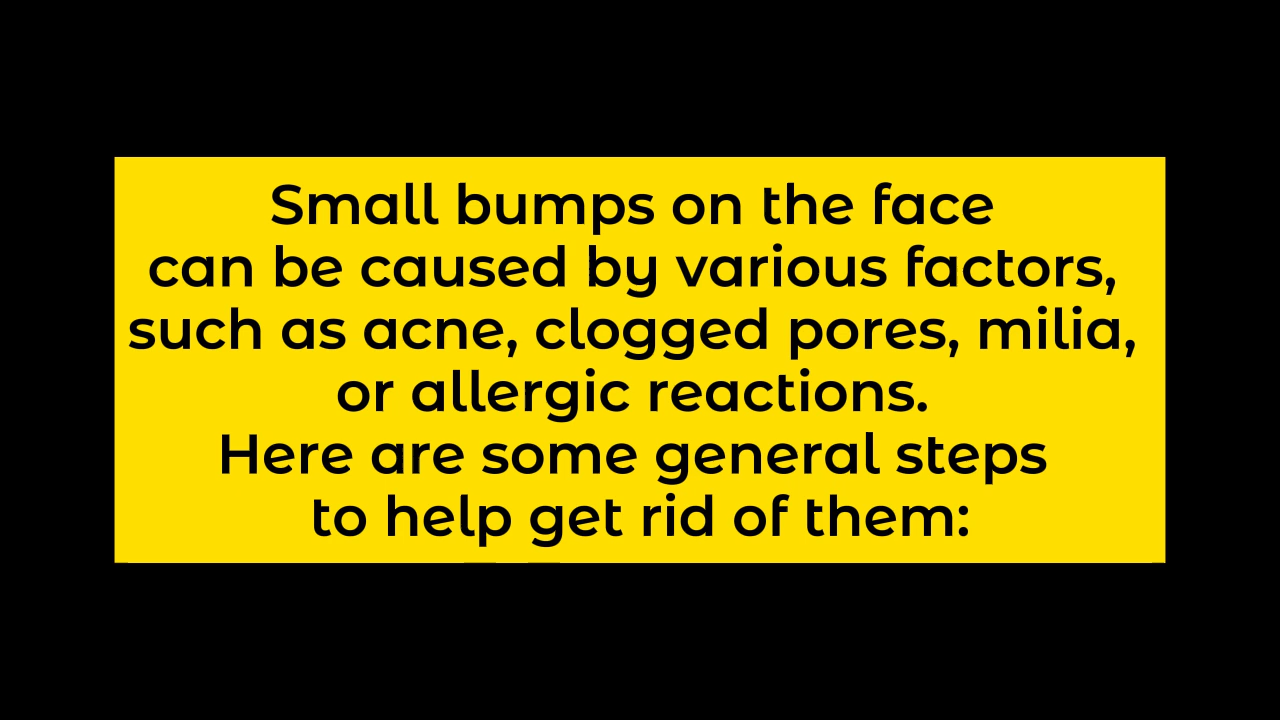 Small bumps on the face
can be caused by various factors,
such as acne, clogged pores, milia,
or allergic reactions.
Here are some general steps
to help get rid of them: